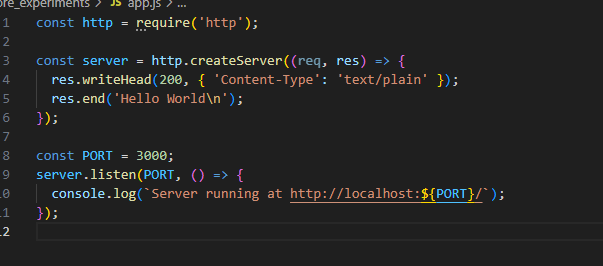 ore_experiments > JS app.js > ...
1 const http = require('http');
2
3 const server = http.createServer((req, res) => {
4 res.writeHead(200, { 'Content-Type': 'text/plain' });
5 res.end('Hello World\n');
6 });
7
8 const PORT = 3000;
9 server.listen(PORT, () => {
10 console.log(`Server running at http://localhost:${PORT}/`);
11 });
12